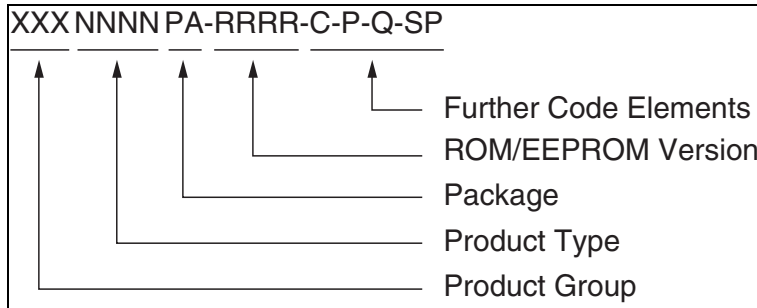 XXX NNNN PA-RRRR-C-P-Q-SP
Further Code Elements
ROM/EEPROM Version
Package
Product Type
Product Group